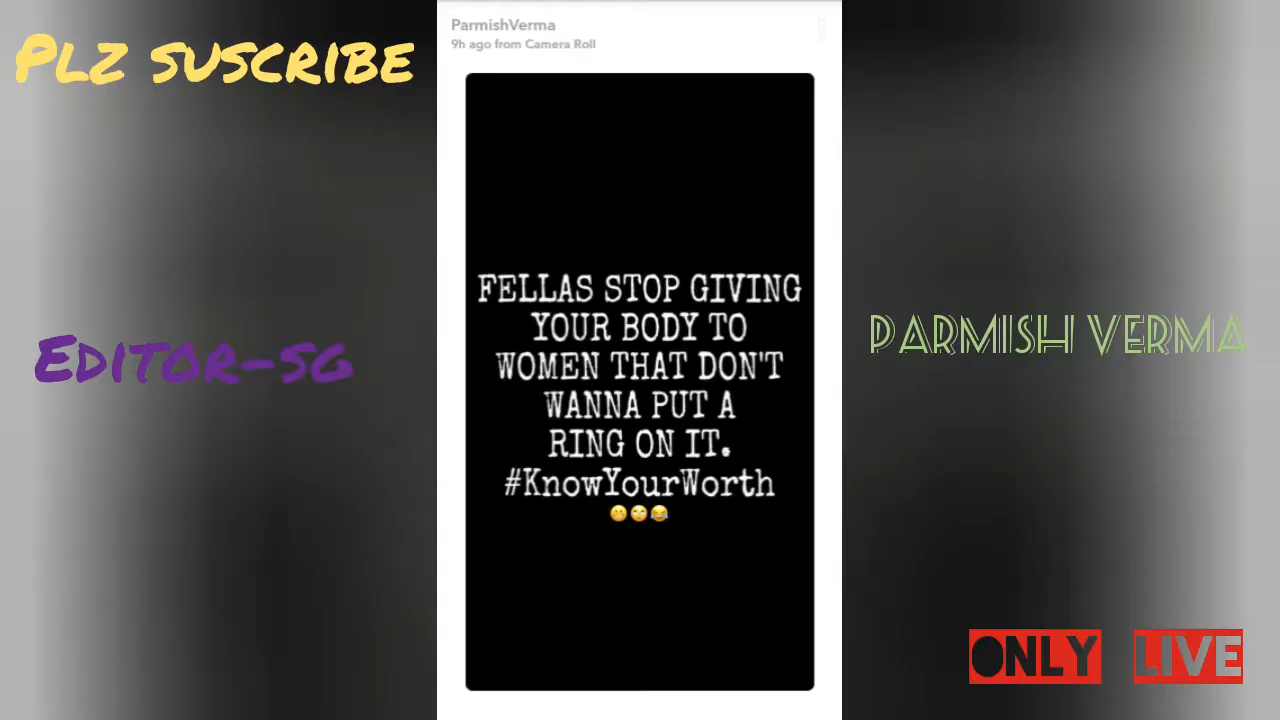 PLZ SUSCRIBE
EDITOR-SG
ParmishVerma
9h ago from Camera Roll
FELLAS STOP GIVING
YOUR BODY TO
WOMEN THAT DON'T
WANNA PUT A
RING ON IT.
#KnowYourWorth
😬🙄😂
PARMISH VERMA
ONLY LIVE